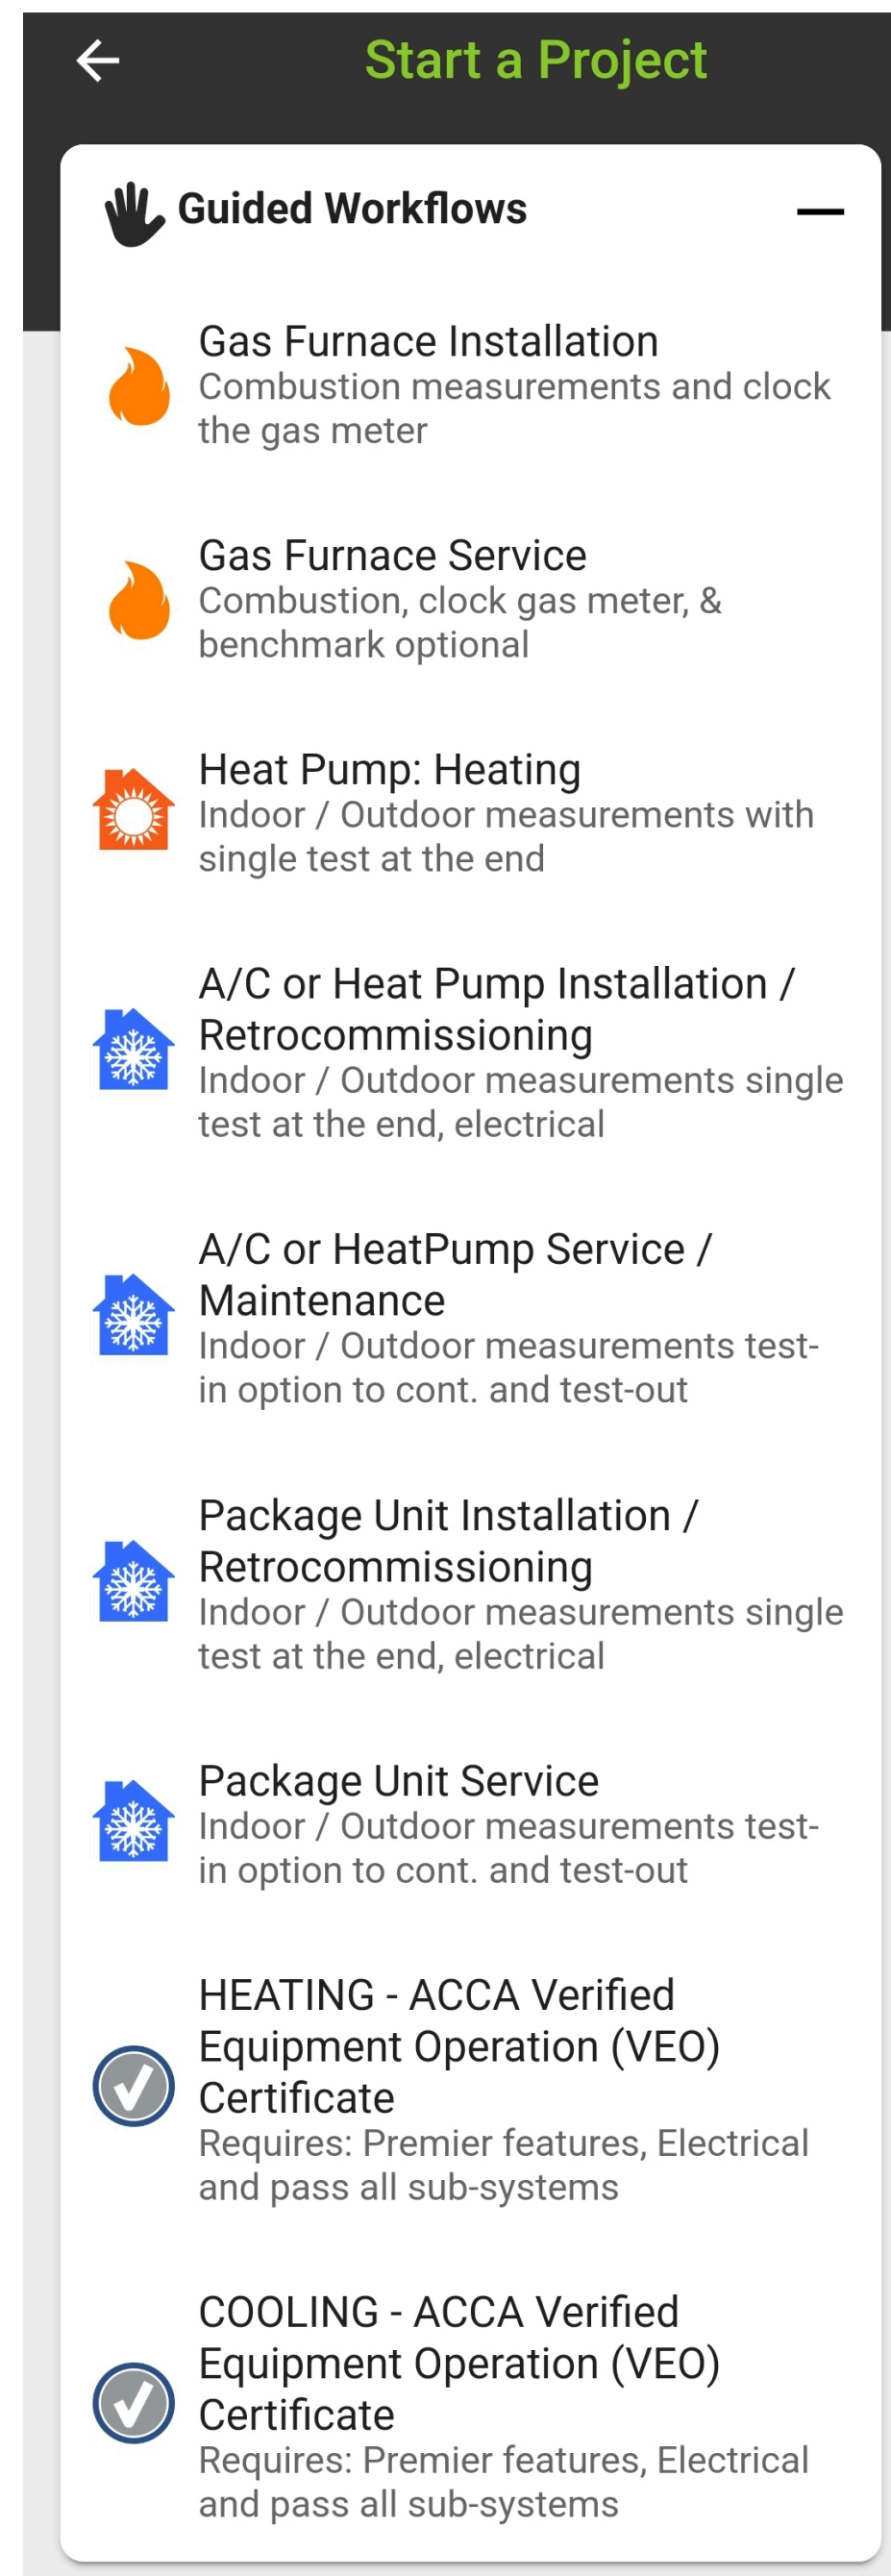 Start a Project
Guided Workflows
Gas Furnace Installation
Combustion measurements and clock
the gas meter
Gas Furnace Service
Combustion, clock gas meter, &
benchmark optional
Heat Pump: Heating
Indoor / Outdoor measurements with
single test at the end
A/C or Heat Pump Installation /
Retrocommissioning
Indoor / Outdoor measurements single
test at the end, electrical
A/C or HeatPump Service /
Maintenance
Indoor / Outdoor measurements test-
in option to cont. and test-out
Package Unit Installation /
Retrocommissioning
Indoor / Outdoor measurements single
test at the end, electrical
Package Unit Service
Indoor / Outdoor measurements test-
in option to cont. and test-out
HEATING - ACCA Verified
Equipment Operation (VEO)
Certificate
Requires: Premier features, Electrical
and pass all sub-systems
COOLING - ACCA Verified
Equipment Operation (VEO)
Certificate
Requires: Premier features, Electrical
and pass all sub-systems